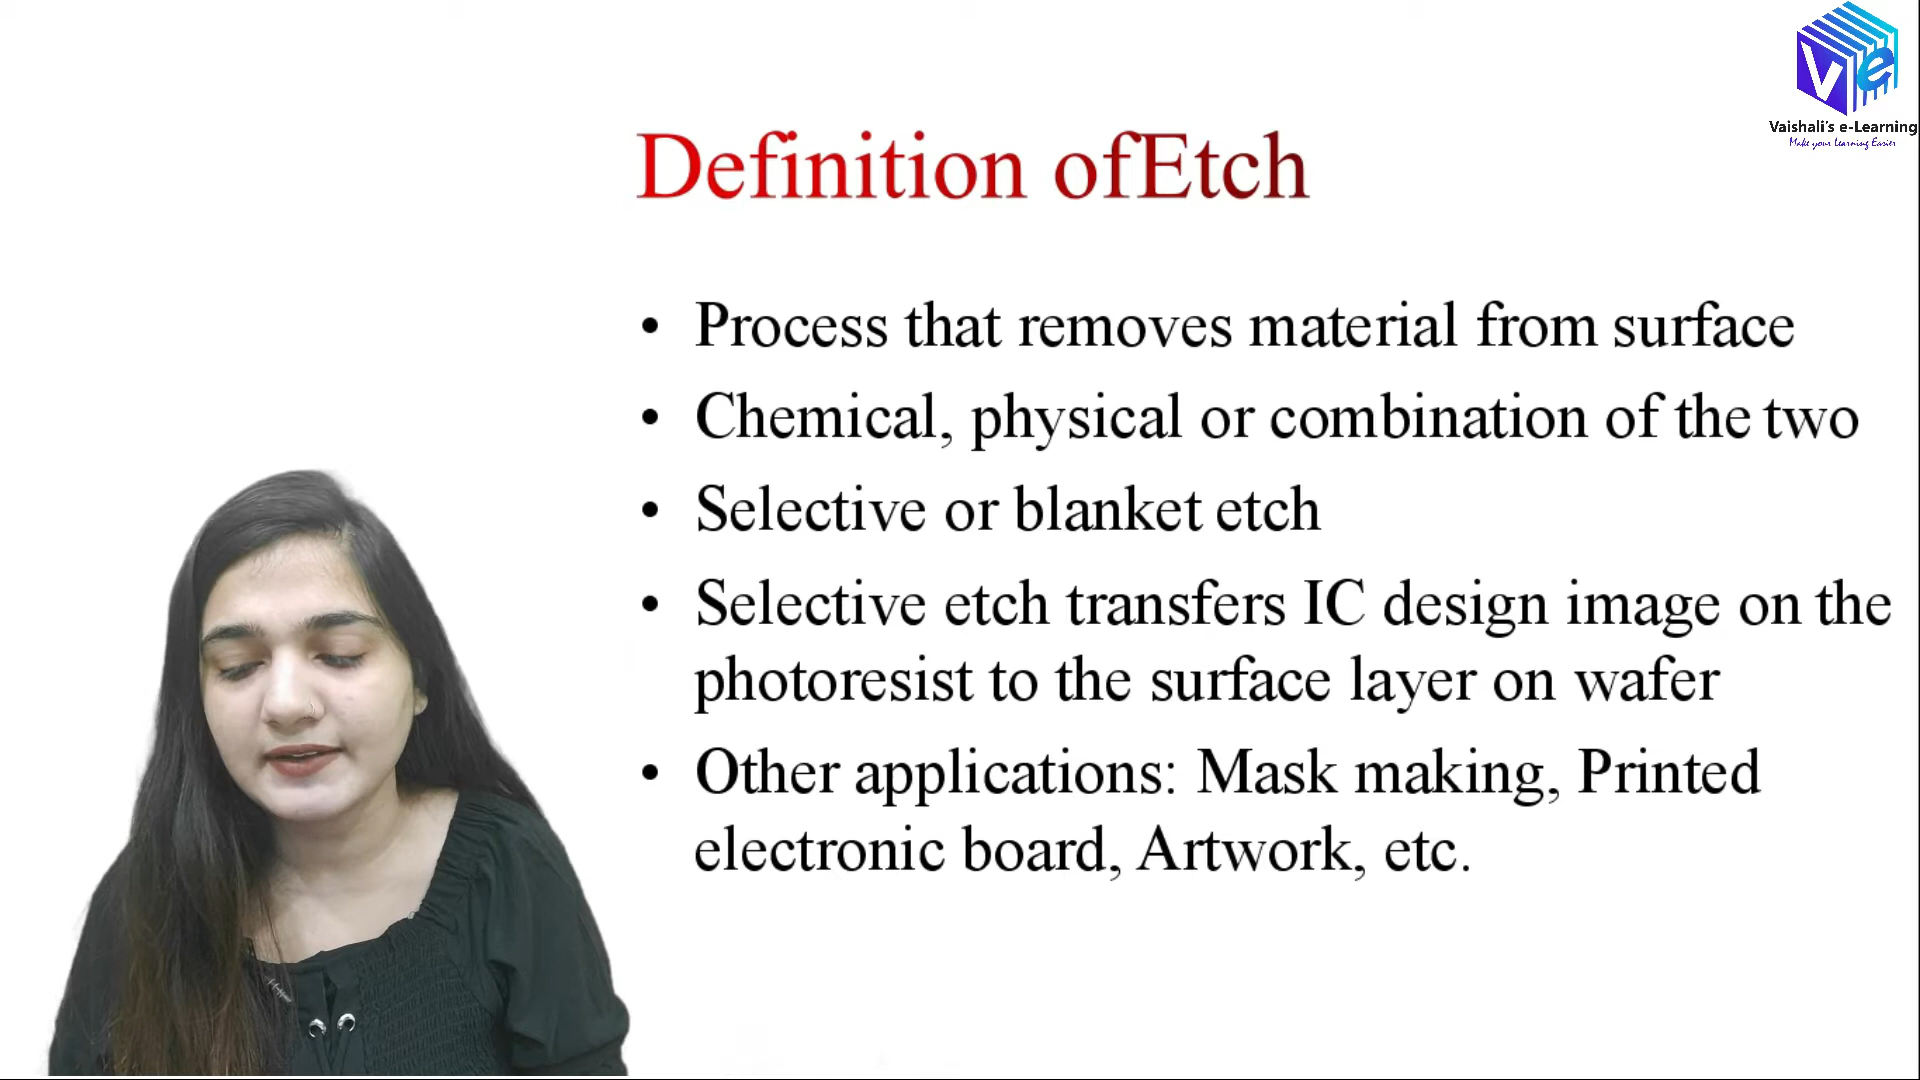 Ve
Vaishali's e-Learning
Make your Learning Easier
Definition ofEtch
• Process that removes material from surface
• Chemical, physical or combination of the two
• Selective or blanket etch
• Selective etch transfers IC design image on the
photoresist to the surface layer on wafer
• Other applications: Mask making, Printed
electronic board, Artwork, etc.